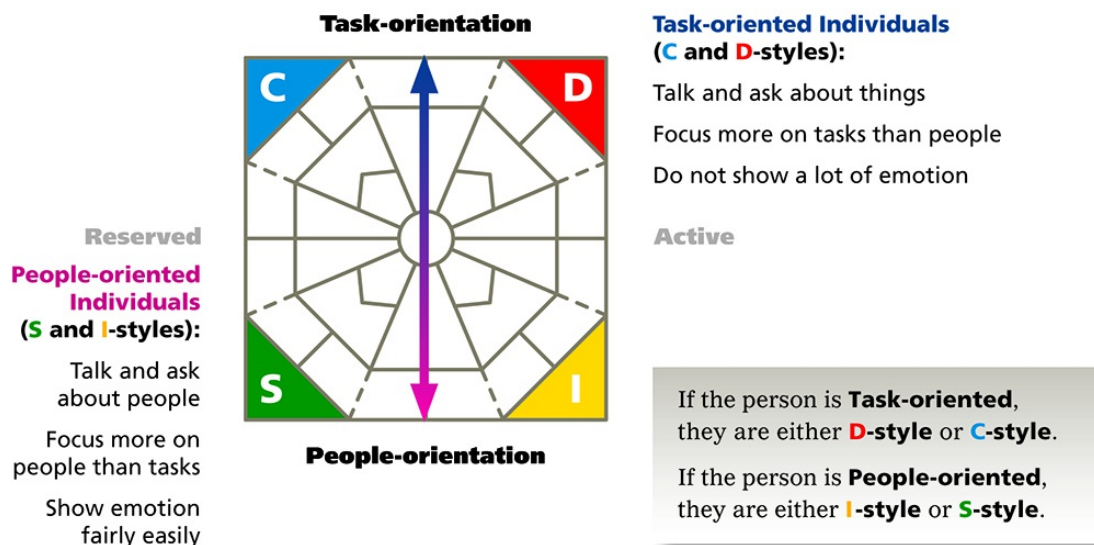 Task-orientation
C
D
S
I
People-orientation
Task-oriented Individuals
(C and D-styles):
Talk and ask about things
Focus more on tasks than people
Do not show a lot of emotion
Reserved
Active
People-oriented
Individuals
(S and I-styles):
Talk and ask
about people
Focus more on
people than tasks
Show emotion
fairly easily
If the person is Task-oriented,
they are either D-style or C-style.
If the person is People-oriented,
they are either I-style or S-style.